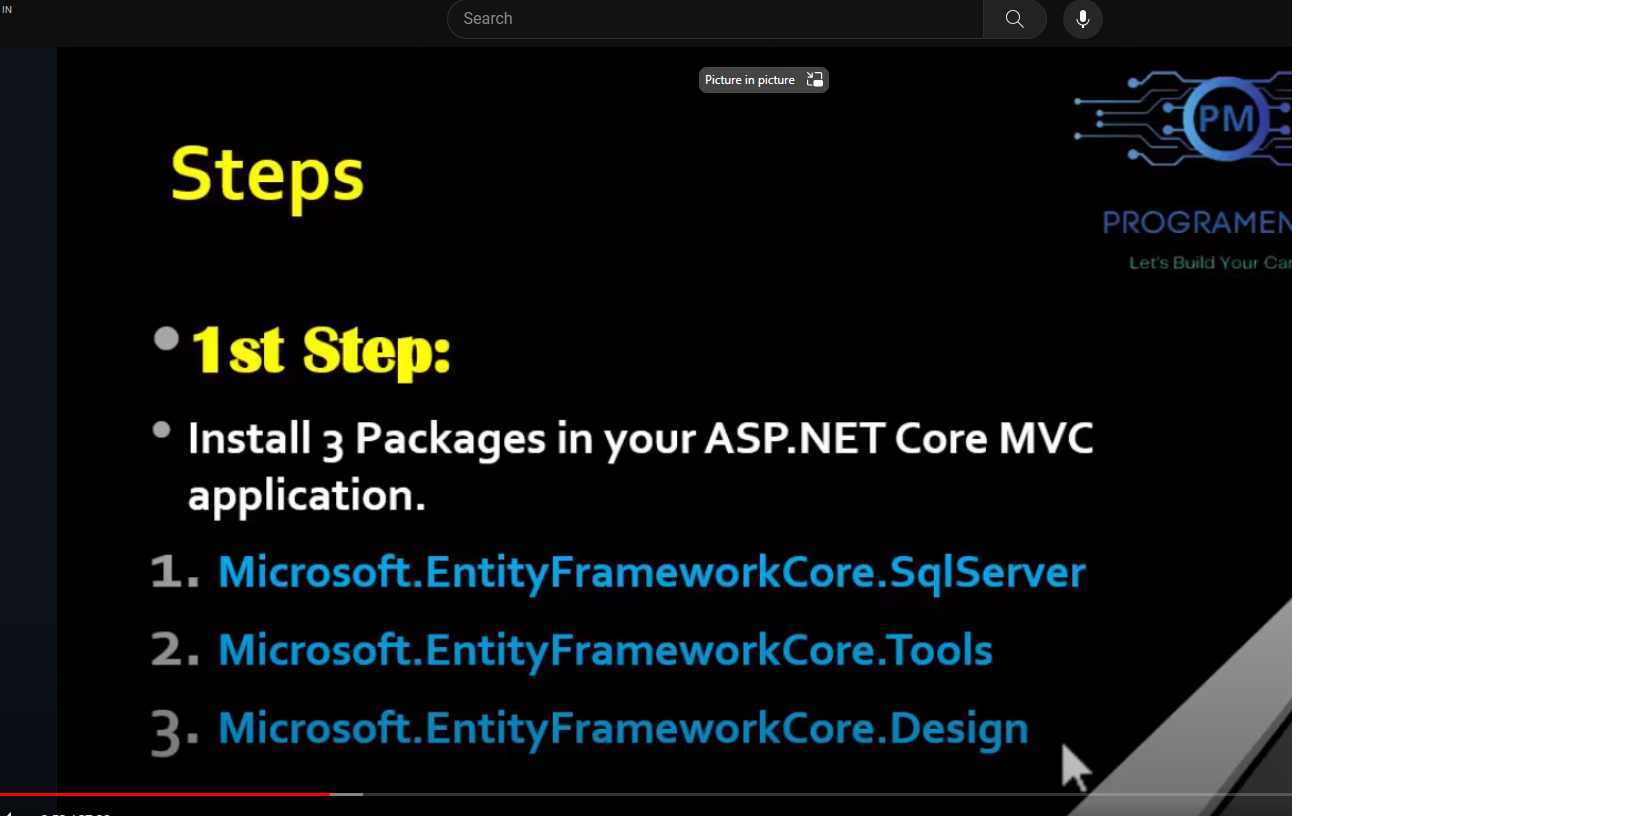 IN
Search
Picture in picture
PM
PROGRAMEN
Let's Build Your Car
Steps
1st Step:
Install 3 Packages in your ASP.NET Core MVC
application.
1. Microsoft.EntityFrameworkCore.SqlServer
2. Microsoft.EntityFrameworkCore.Tools
3. Microsoft.EntityFrameworkCore.Design